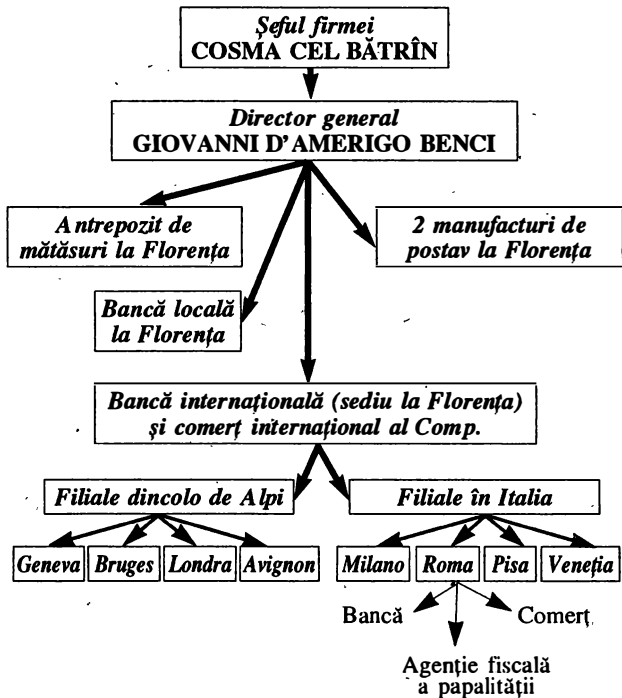 Șeful firmei
COSMA CEL BĂTRÎN
Director general
GIOVANNI D'AMERIGO BENCI
Antrepozit de
mătăsuri la Florența
2 manufacturi de
postav la Florența
Bancă locală
la Florența
Bancă internațională (sediu la Florența)
și comerț internațional al Comp.
Filiale dincolo de Alpi
Filiale în Italia
Geneva Bruges Londra Avignon
Milano Roma Pisa Veneția
Bancă
Comerț
Agenție fiscală
a papalității